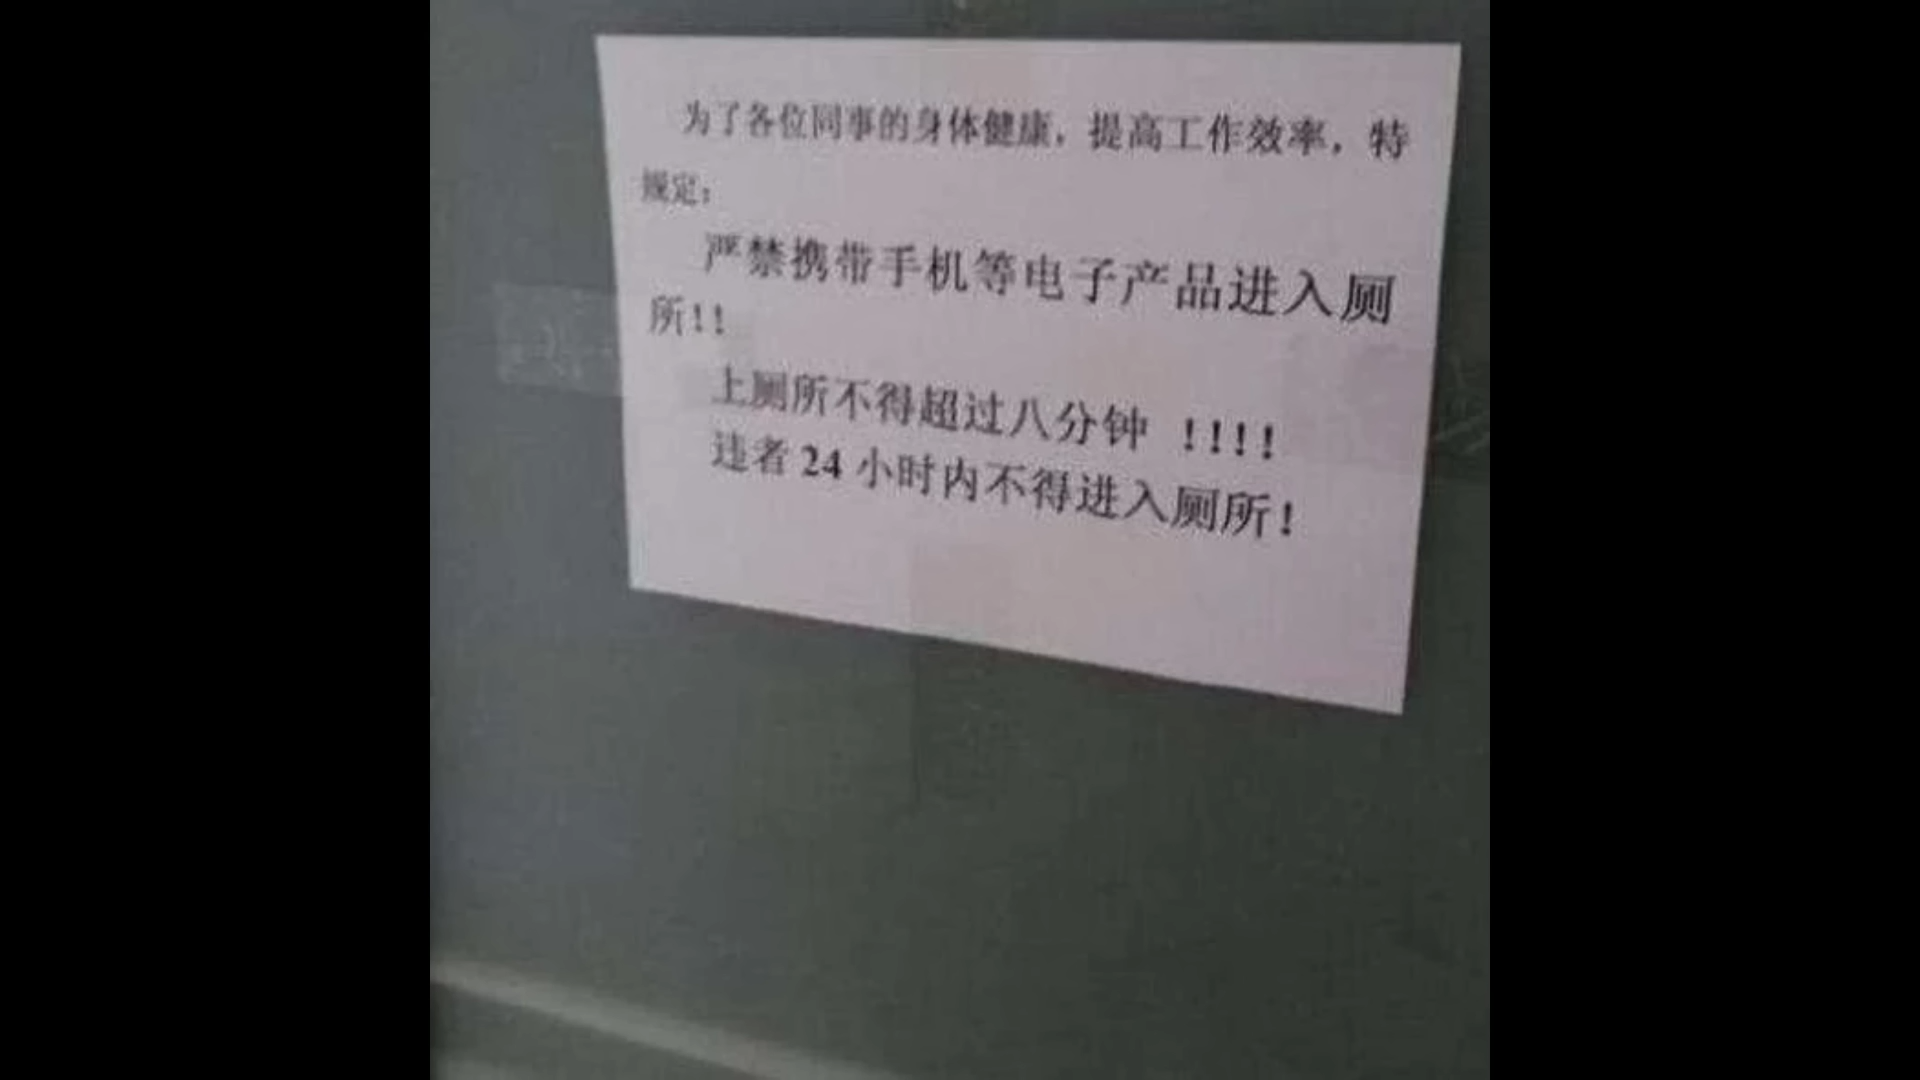 为了各位同事的身体健康，提高工作效率，特
规定：
严禁携带手机等电子产品进入厕
所！！
上厕所不得超过八分钟 ！！！！
违者 24 小时内不得进入厕所！